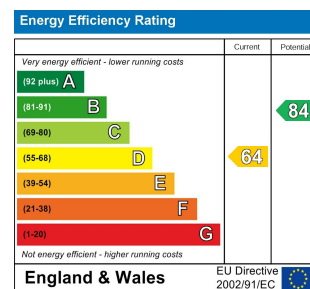 Energy Efficiency Rating
Current Potential
Very energy efficient - lower running costs
(92 plus) A
(81-91) B
84
(69-80) C
(55-68) D
64
(39-54) E
(21-38) F
(1-20) G
Not energy efficient - higher running costs
England & Wales
EU Directive
2002/91/EC